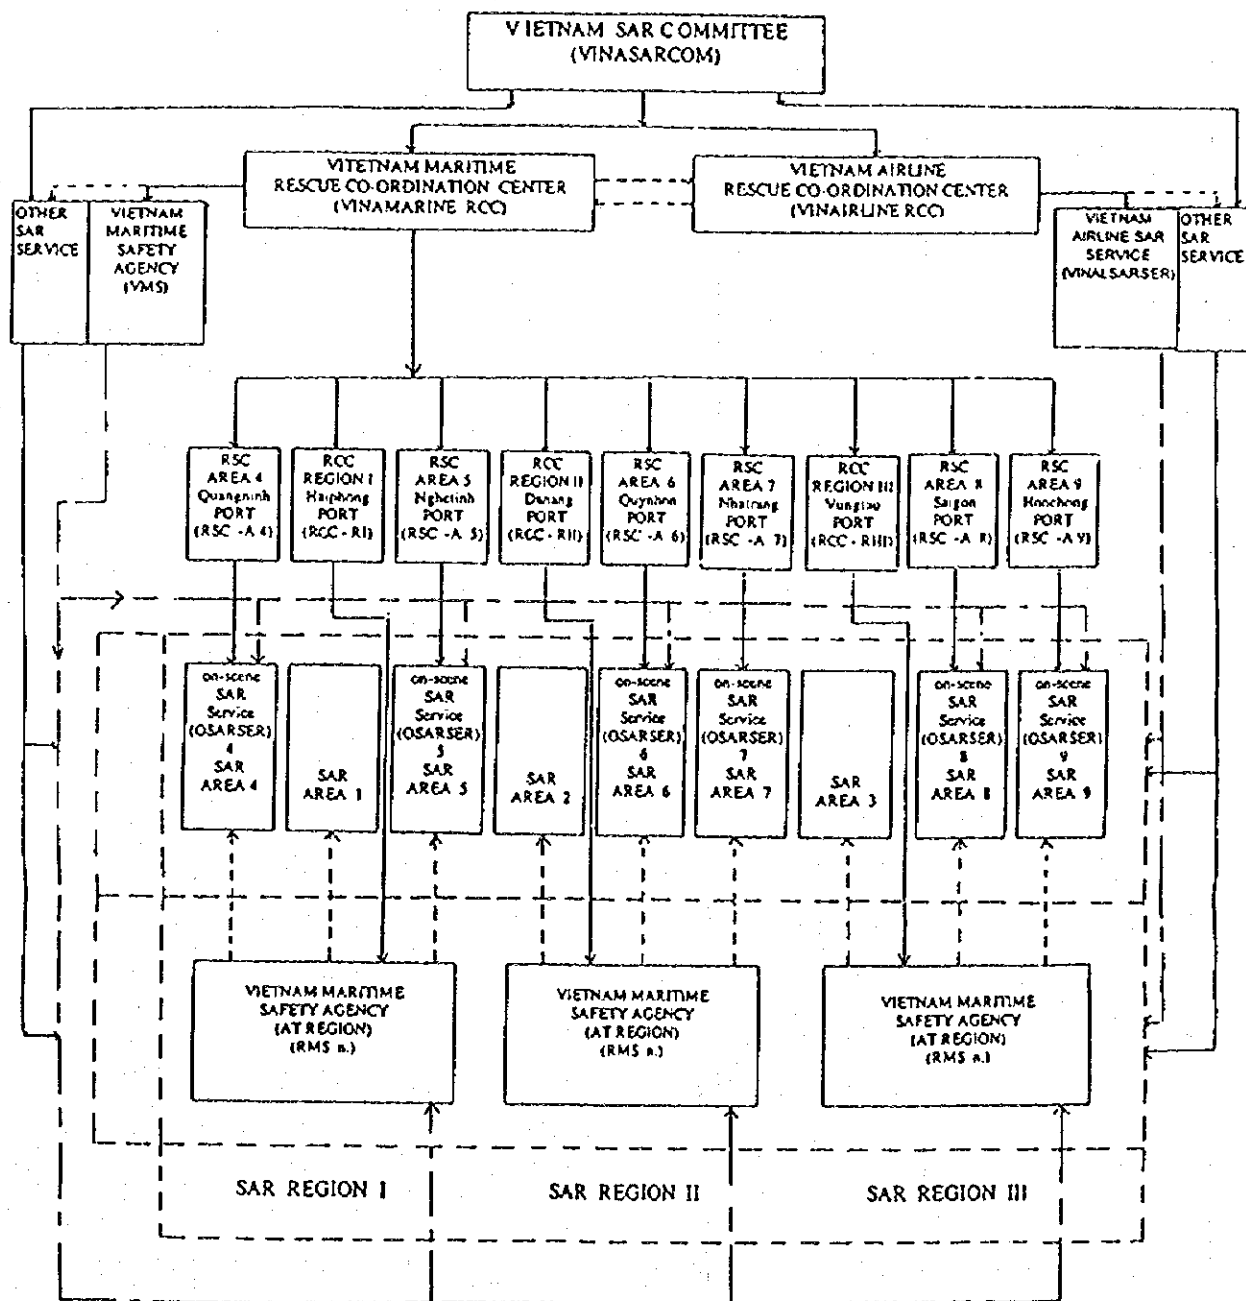 VIETNAM SAR COMMITTEE
(VINASARCOM)
VITETNAM MARITIME
RESCUE CO-ORDINATION CENTER
(VINAMARINE RCC)
VIETNAM AIRLINE
RESCUE CO-ORDINATION CENTER
(VINAIRLINE RCC)
OTHER
SAR
SERVICE
VIETNAM
MARITIME
SAFETY
AGENCY
(VMS)
VIETNAM
AIRLINE SAR
SERVICE
(VINALSARSER)
OTHER
SAR
SERVICE
RSC
AREA 4
Quangninh
PORT
(RSC -A 4)
RCC
REGION I
Haiphong
PORT
(RCC - RI)
RSC
AREA 5
Nghetinh
PORT
(RSC -A 5)
RCC
REGION II
Danang
PORT
(RCC - RII)
RSC
AREA 6
Quynhon
PORT
(RSC -A 6)
RSC
AREA 7
Nhatrang
PORT
(RSC -A 7)
RCC
REGION III
Vungtao
PORT
(RCC - RIII)
RSC
AREA 8
Saigon
PORT
(RSC -A 8)
RSC
AREA 9
Honchong
PORT
(RSC -A 9)
on-scene
SAR
Service
(OSARSER)
4
SAR
AREA 4
SAR
AREA 1
on-scene
SAR
Service
(OSARSER)
5
SAR
AREA 5
SAR
AREA 2
on-scene
SAR
Service
(OSARSER)
6
SAR
AREA 6
on-scene
SAR
Service
(OSARSER)
7
SAR
AREA 7
SAR
AREA 3
on-scene
SAR
Service
(OSARSER)
8
SAR
AREA 8
on-scene
SAR
Service
(OSARSER)
9
SAR
AREA 9
VIETNAM MARITIME
SAFETY AGENCY
(AT REGION)
(RMS n.)
VIETNAM MARITIME
SAFETY AGENCY
(AT REGION)
(RMS n.)
VIETNAM MARITIME
SAFETY AGENCY
(AT REGION)
(RMS n.)
SAR REGION I
SAR REGION II
SAR REGION III